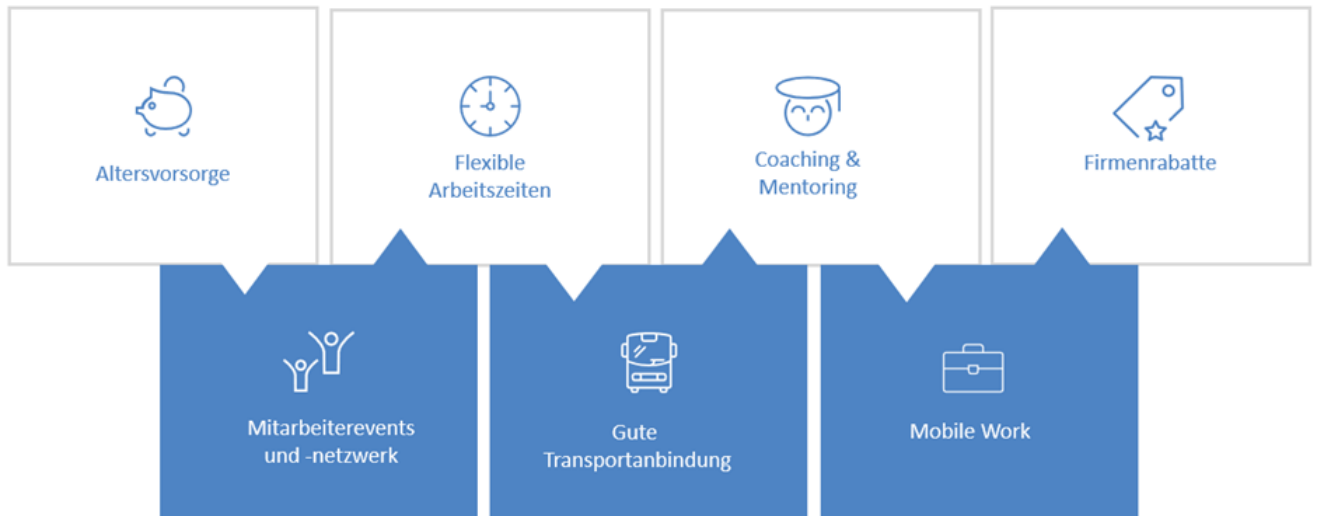 Altersvorsorge
Flexible
Arbeitszeiten
Coaching &
Mentoring
Firmenrabatte
Mitarbeiterevents
und -netzwerk
Gute
Transportanbindung
Mobile Work